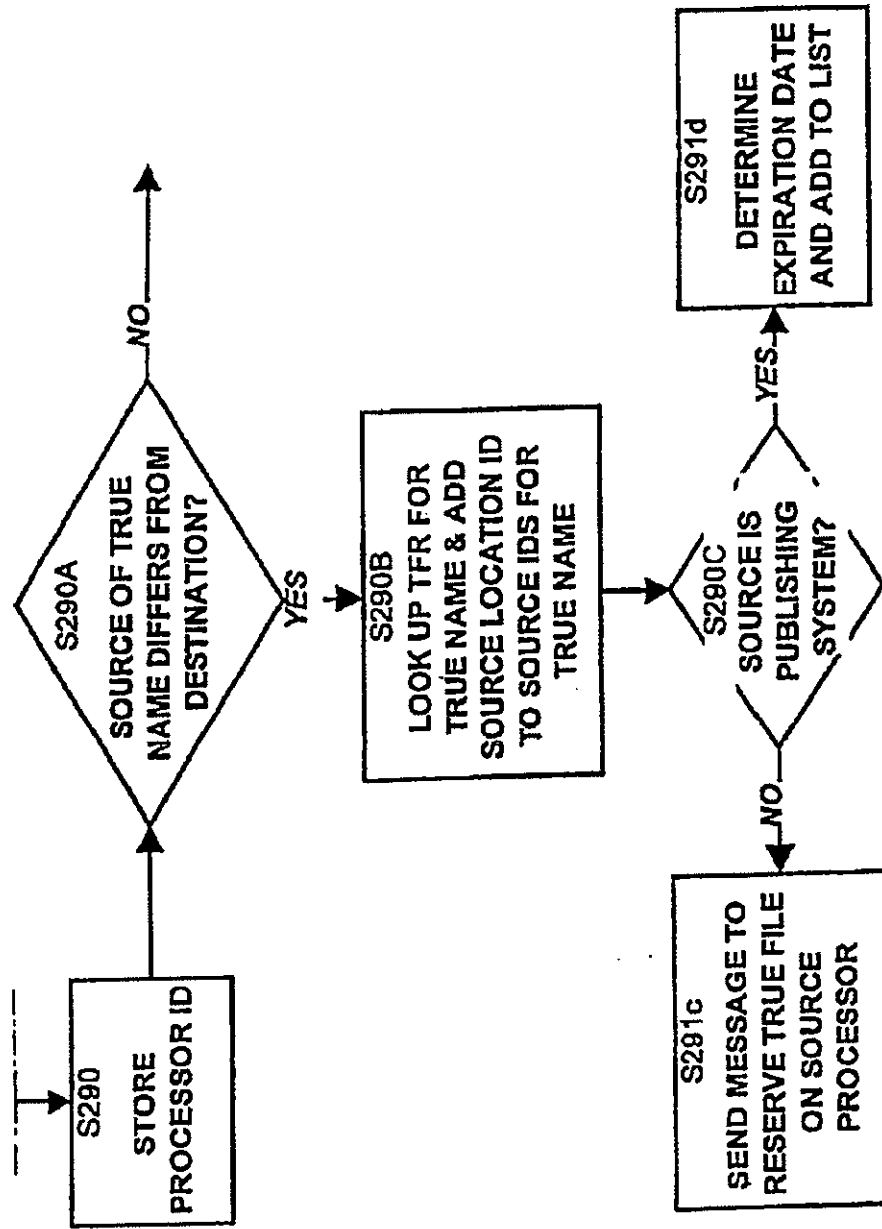 S290
STORE
PROCESSOR ID
S290A
SOURCE OF TRUE
NAME DIFFERS FROM
DESTINATION?
NO
YES
S290B
LOOK UP TFR FOR
TRUE NAME & ADD
SOURCE LOCATION ID
TO SOURCE IDS FOR
TRUE NAME
S290C
SOURCE IS
PUBLISHING
SYSTEM?
NO
YES
S291c
SEND MESSAGE TO
RESERVE TRUE FILE
ON SOURCE
PROCESSOR
S291d
DETERMINE
EXPIRATION DATE
AND ADD TO LIST